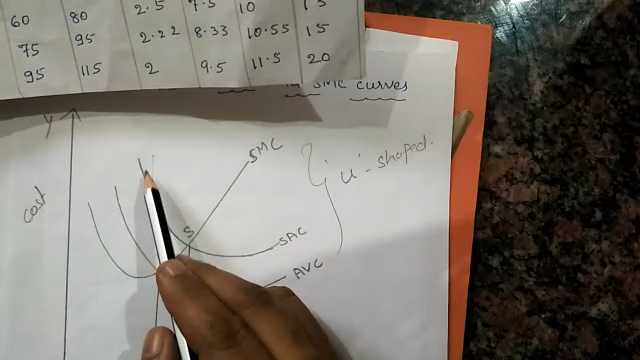 60 80 2.5 7.5 10 15
75 95 2.22 8.33 10.55 15
95 115 2 9.5 11.5 20
SMC curves
Y
SMC
'u'-shaped.
cost
S
SAC
AVC